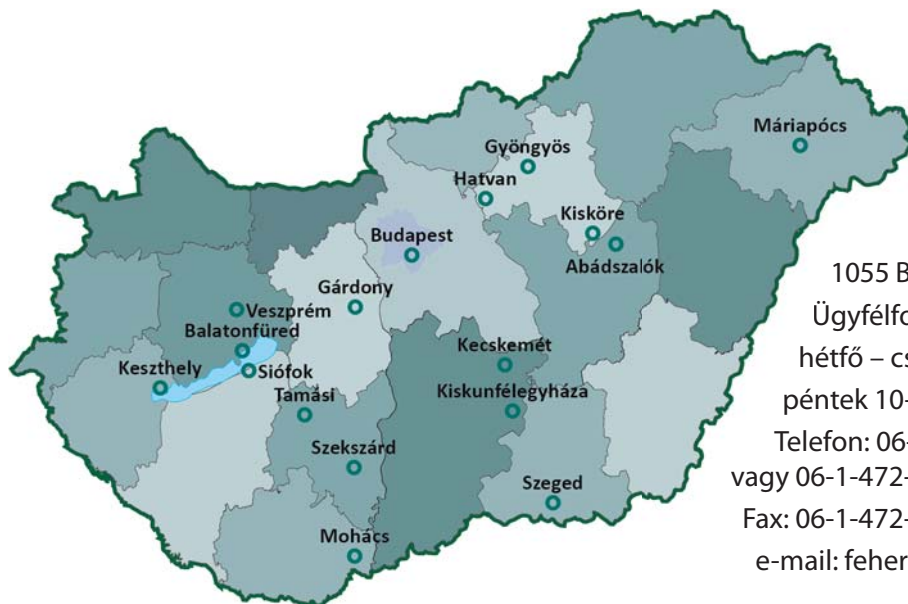 Máriapócs
Gyöngyös
Hatvan
Kisköre
Budapest
Abádszalók
Gárdony
Veszprém
Balatonfüred
Keszthely
Siófok
Tamási
Kecskemét
Kiskunfélegyháza
Szekszárd
Szeged
Mohács
1055 B
Ügyfélfo
hétfő – cs
péntek 10-
Telefon: 06-
vagy 06-1-472-
Fax: 06-1-472-
e-mail: feher